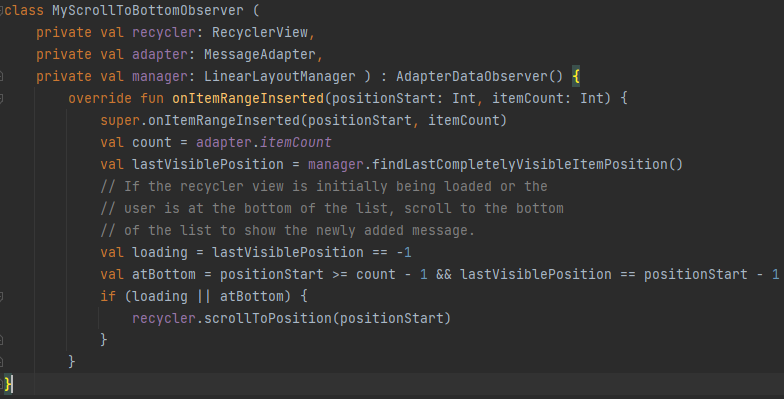 class MyScrollToBottomObserver (
    private val recycler: RecyclerView,
    private val adapter: MessageAdapter,
    private val manager: LinearLayoutManager ) : AdapterDataObserver() {
        override fun onItemRangeInserted(positionStart: Int, itemCount: Int) {
            super.onItemRangeInserted(positionStart, itemCount)
            val count = adapter.itemCount
            val lastVisiblePosition = manager.findLastCompletelyVisibleItemPosition()
            // If the recycler view is initially being loaded or the
            // user is at the bottom of the list, scroll to the bottom
            // of the list to show the newly added message.
            val loading = lastVisiblePosition == -1
            val atBottom = positionStart >= count - 1 && lastVisiblePosition == positionStart - 1
            if (loading || atBottom) {
                recycler.scrollToPosition(positionStart)
            }
        }
}